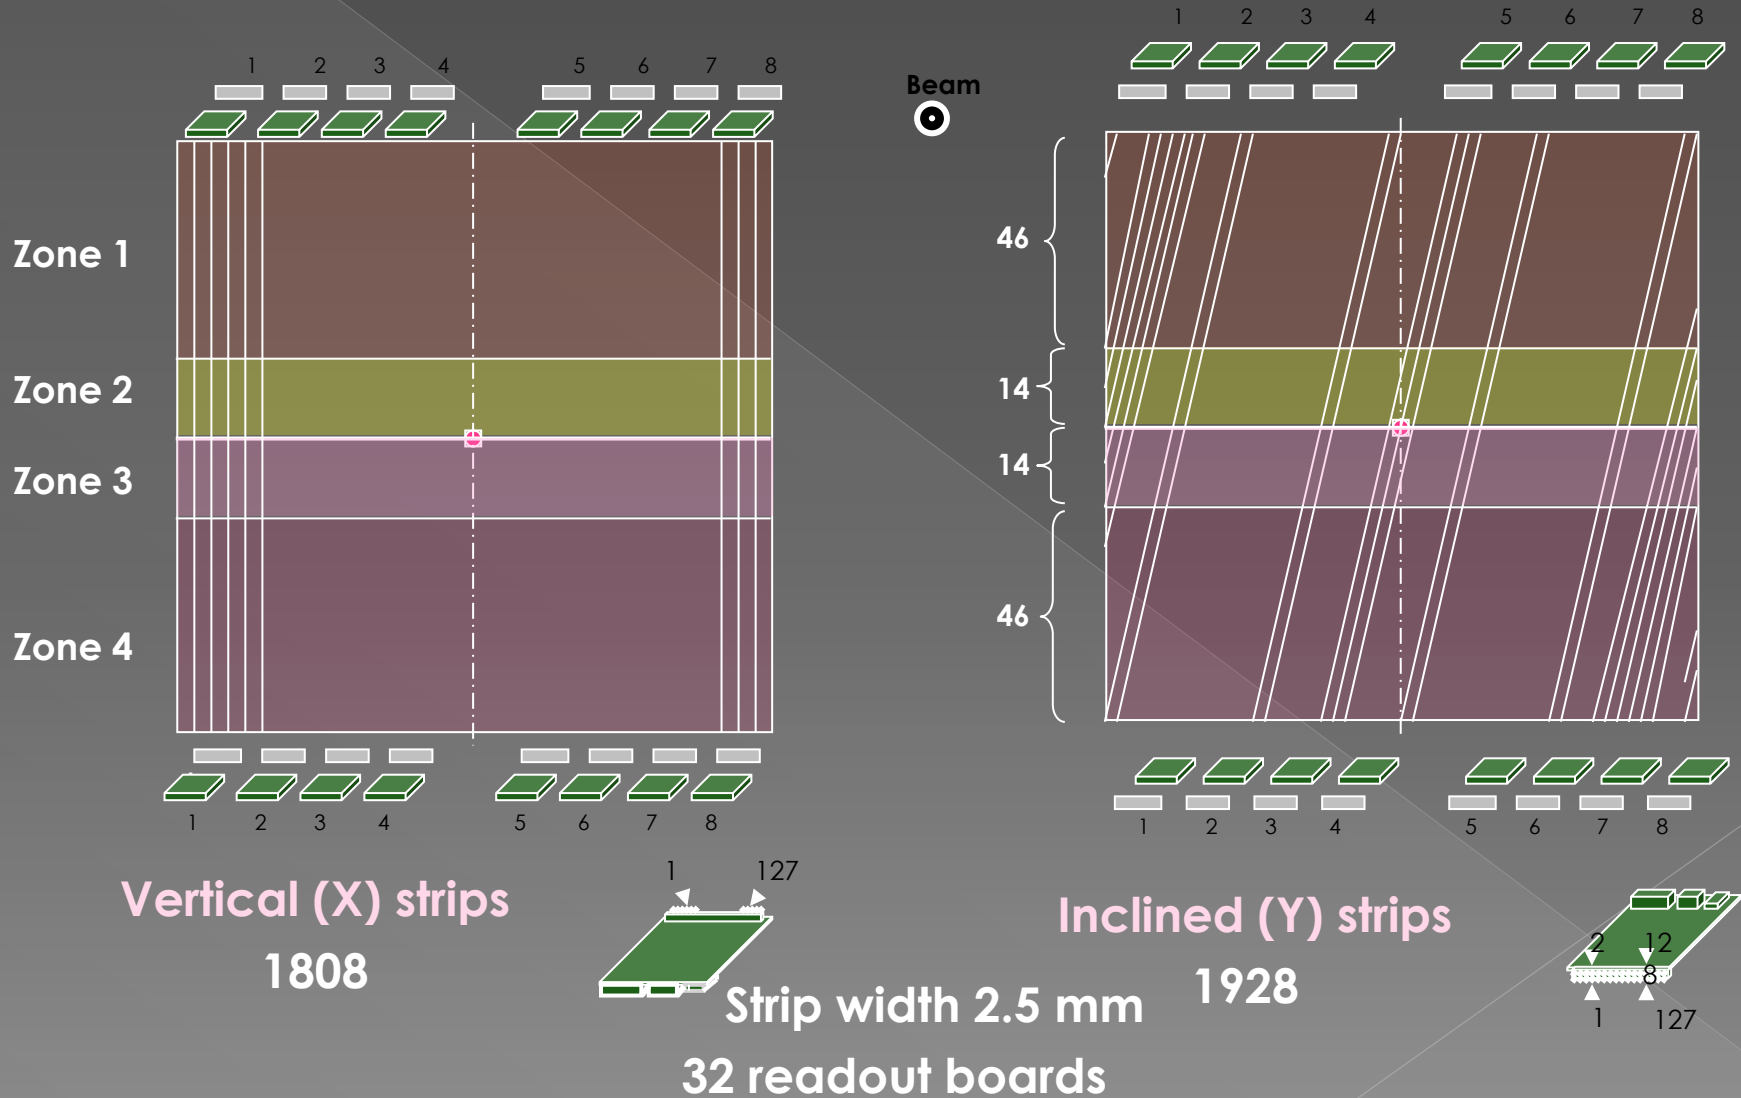 1 2 3 4 5 6 7 8
1 2 3 4 5 6 7 8
Beam
Zone 1
Zone 2
Zone 3
Zone 4
46
14
14
46
1 2 3 4 5 6 7 8
1 2 3 4 5 6 7 8
1 127
Vertical (X) strips
1808
Inclined (Y) strips
1928
2 12
8
1 127
Strip width 2.5 mm
32 readout boards